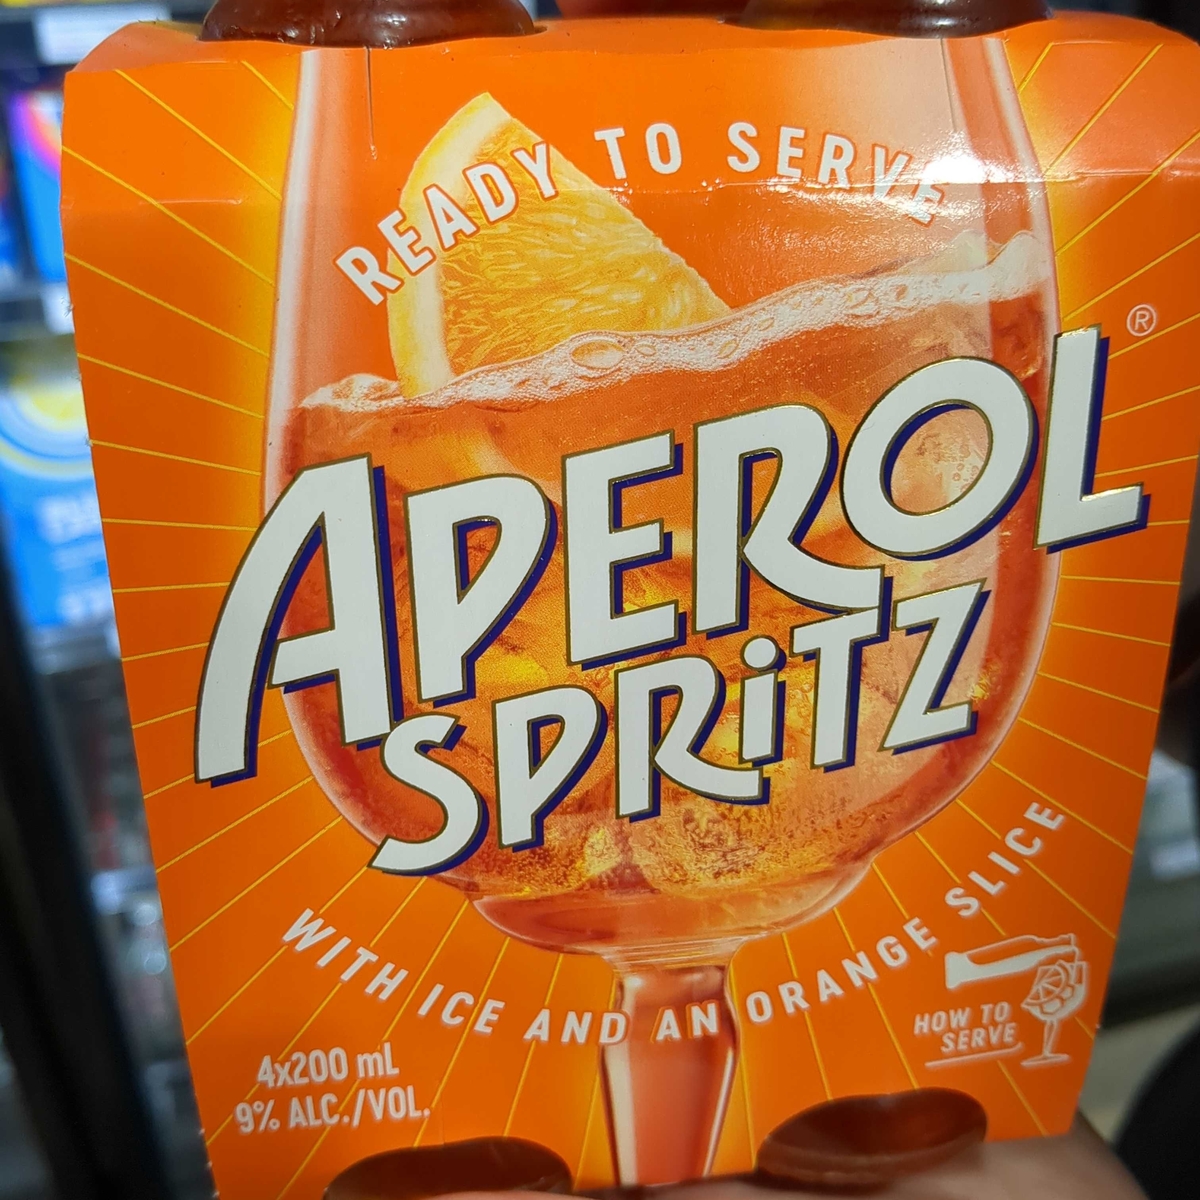 READY TO SERVE
APEROL®
SPRiTZ
WITH ICE AND AN ORANGE SLICE
HOW TO
SERVE
4x200 mL
9% ALC./VOL.